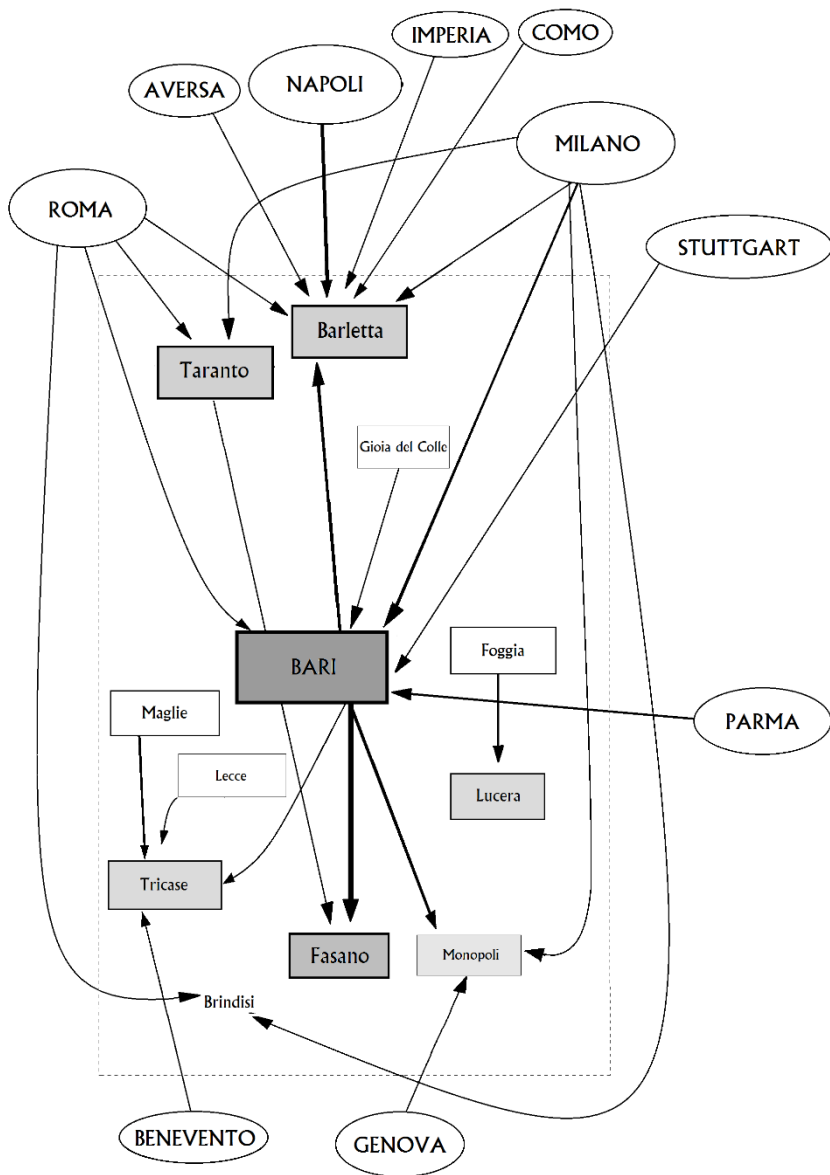 IMPERIA
COMO
AVERSA
NAPOLI
MILANO
ROMA
STUTTGART
Barletta
Taranto
Gioia del Colle
BARI
Foggia
Maglie
PARMA
Lecce
Lucera
Tricase
Fasano
Monopoli
Brindisi
BENEVENTO
GENOVA